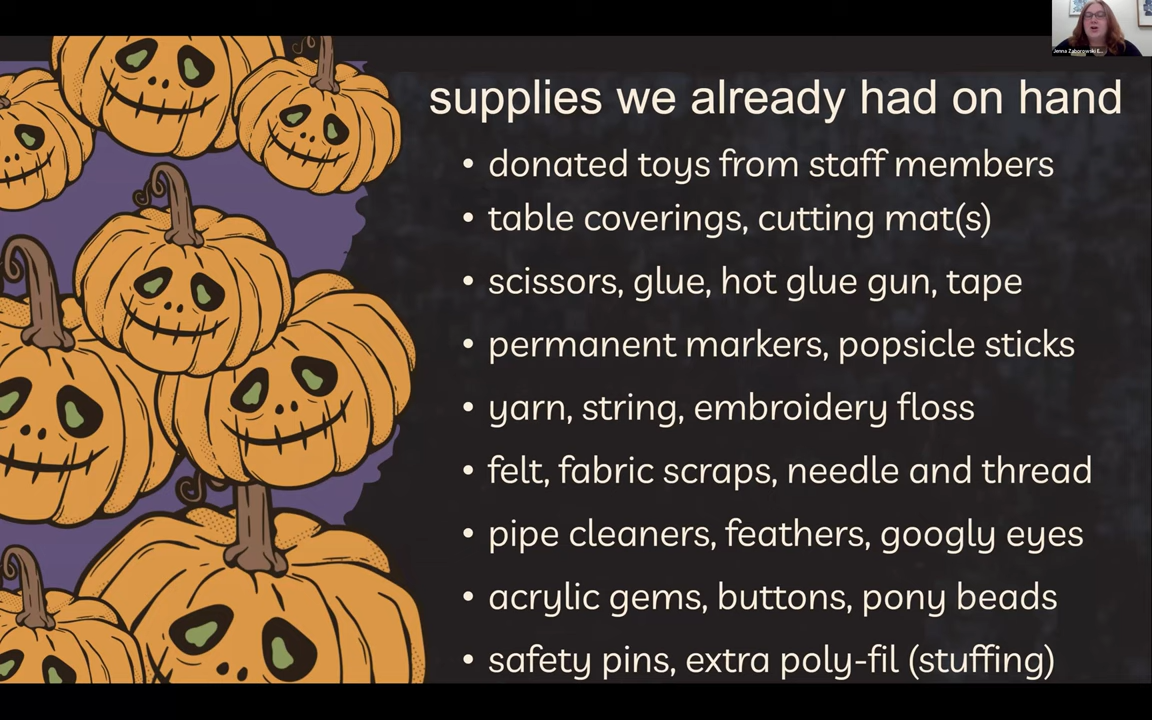 Jenna Zaborowski E...
supplies we already had on hand
• donated toys from staff members
• table coverings, cutting mat(s)
• scissors, glue, hot glue gun, tape
• permanent markers, popsicle sticks
• yarn, string, embroidery floss
• felt, fabric scraps, needle and thread
• pipe cleaners, feathers, googly eyes
• acrylic gems, buttons, pony beads
• safety pins, extra poly-fil (stuffing)